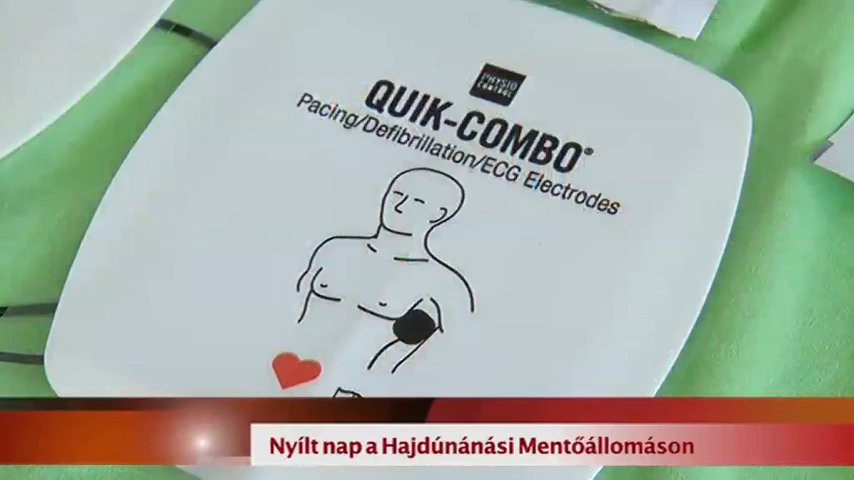 PHYSIO
CONTROL
QUIK-COMBO®
Pacing/Defibrillation/ECG Electrodes
Nyílt nap a Hajdúnánási Mentőállomáson